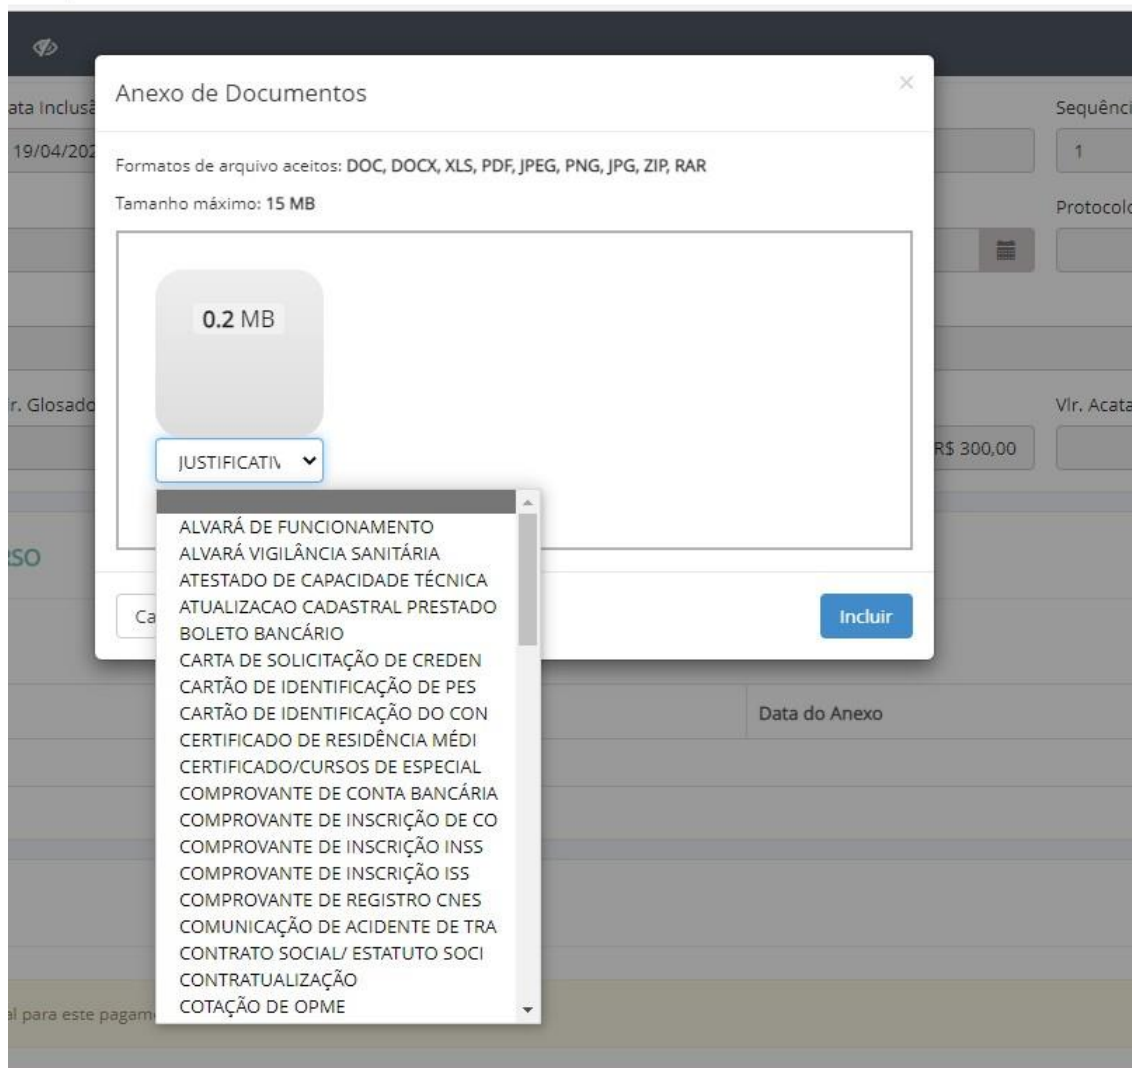 Anexo de Documentos
Formatos de arquivo aceitos: DOC, DOCX, XLS, PDF, JPEG, PNG, JPG, ZIP, RAR
Tamanho máximo: 15 MB
0.2 MB
JUSTIFICATIV
ALVARÁ DE FUNCIONAMENTO
ALVARÁ VIGILÂNCIA SANITÁRIA
ATESTADO DE CAPACIDADE TÉCNICA
ATUALIZACAO CADASTRAL PRESTADO
BOLETO BANCÁRIO
CARTA DE SOLICITAÇÃO DE CREDEN
CARTÃO DE IDENTIFICAÇÃO DE PES
CARTÃO DE IDENTIFICAÇÃO DO CON
CERTIFICADO DE RESIDÊNCIA MÉDI
CERTIFICADO/CURSOS DE ESPECIAL
COMPROVANTE DE CONTA BANCÁRIA
COMPROVANTE DE INSCRIÇÃO DE CO
COMPROVANTE DE INSCRIÇÃO INSS
COMPROVANTE DE INSCRIÇÃO ISS
COMPROVANTE DE REGISTRO CNES
COMUNICAÇÃO DE ACIDENTE DE TRA
CONTRATO SOCIAL/ ESTATUTO SOCI
CONTRATUALIZAÇÃO
COTAÇÃO DE OPME
Ca
Incluir
ata Inclusã
19/04/202
Sequênci
1
Protocolo
r. Glosado
Vlr. Acata
R$ 300,00
RSO
Data do Anexo
al para este pagam